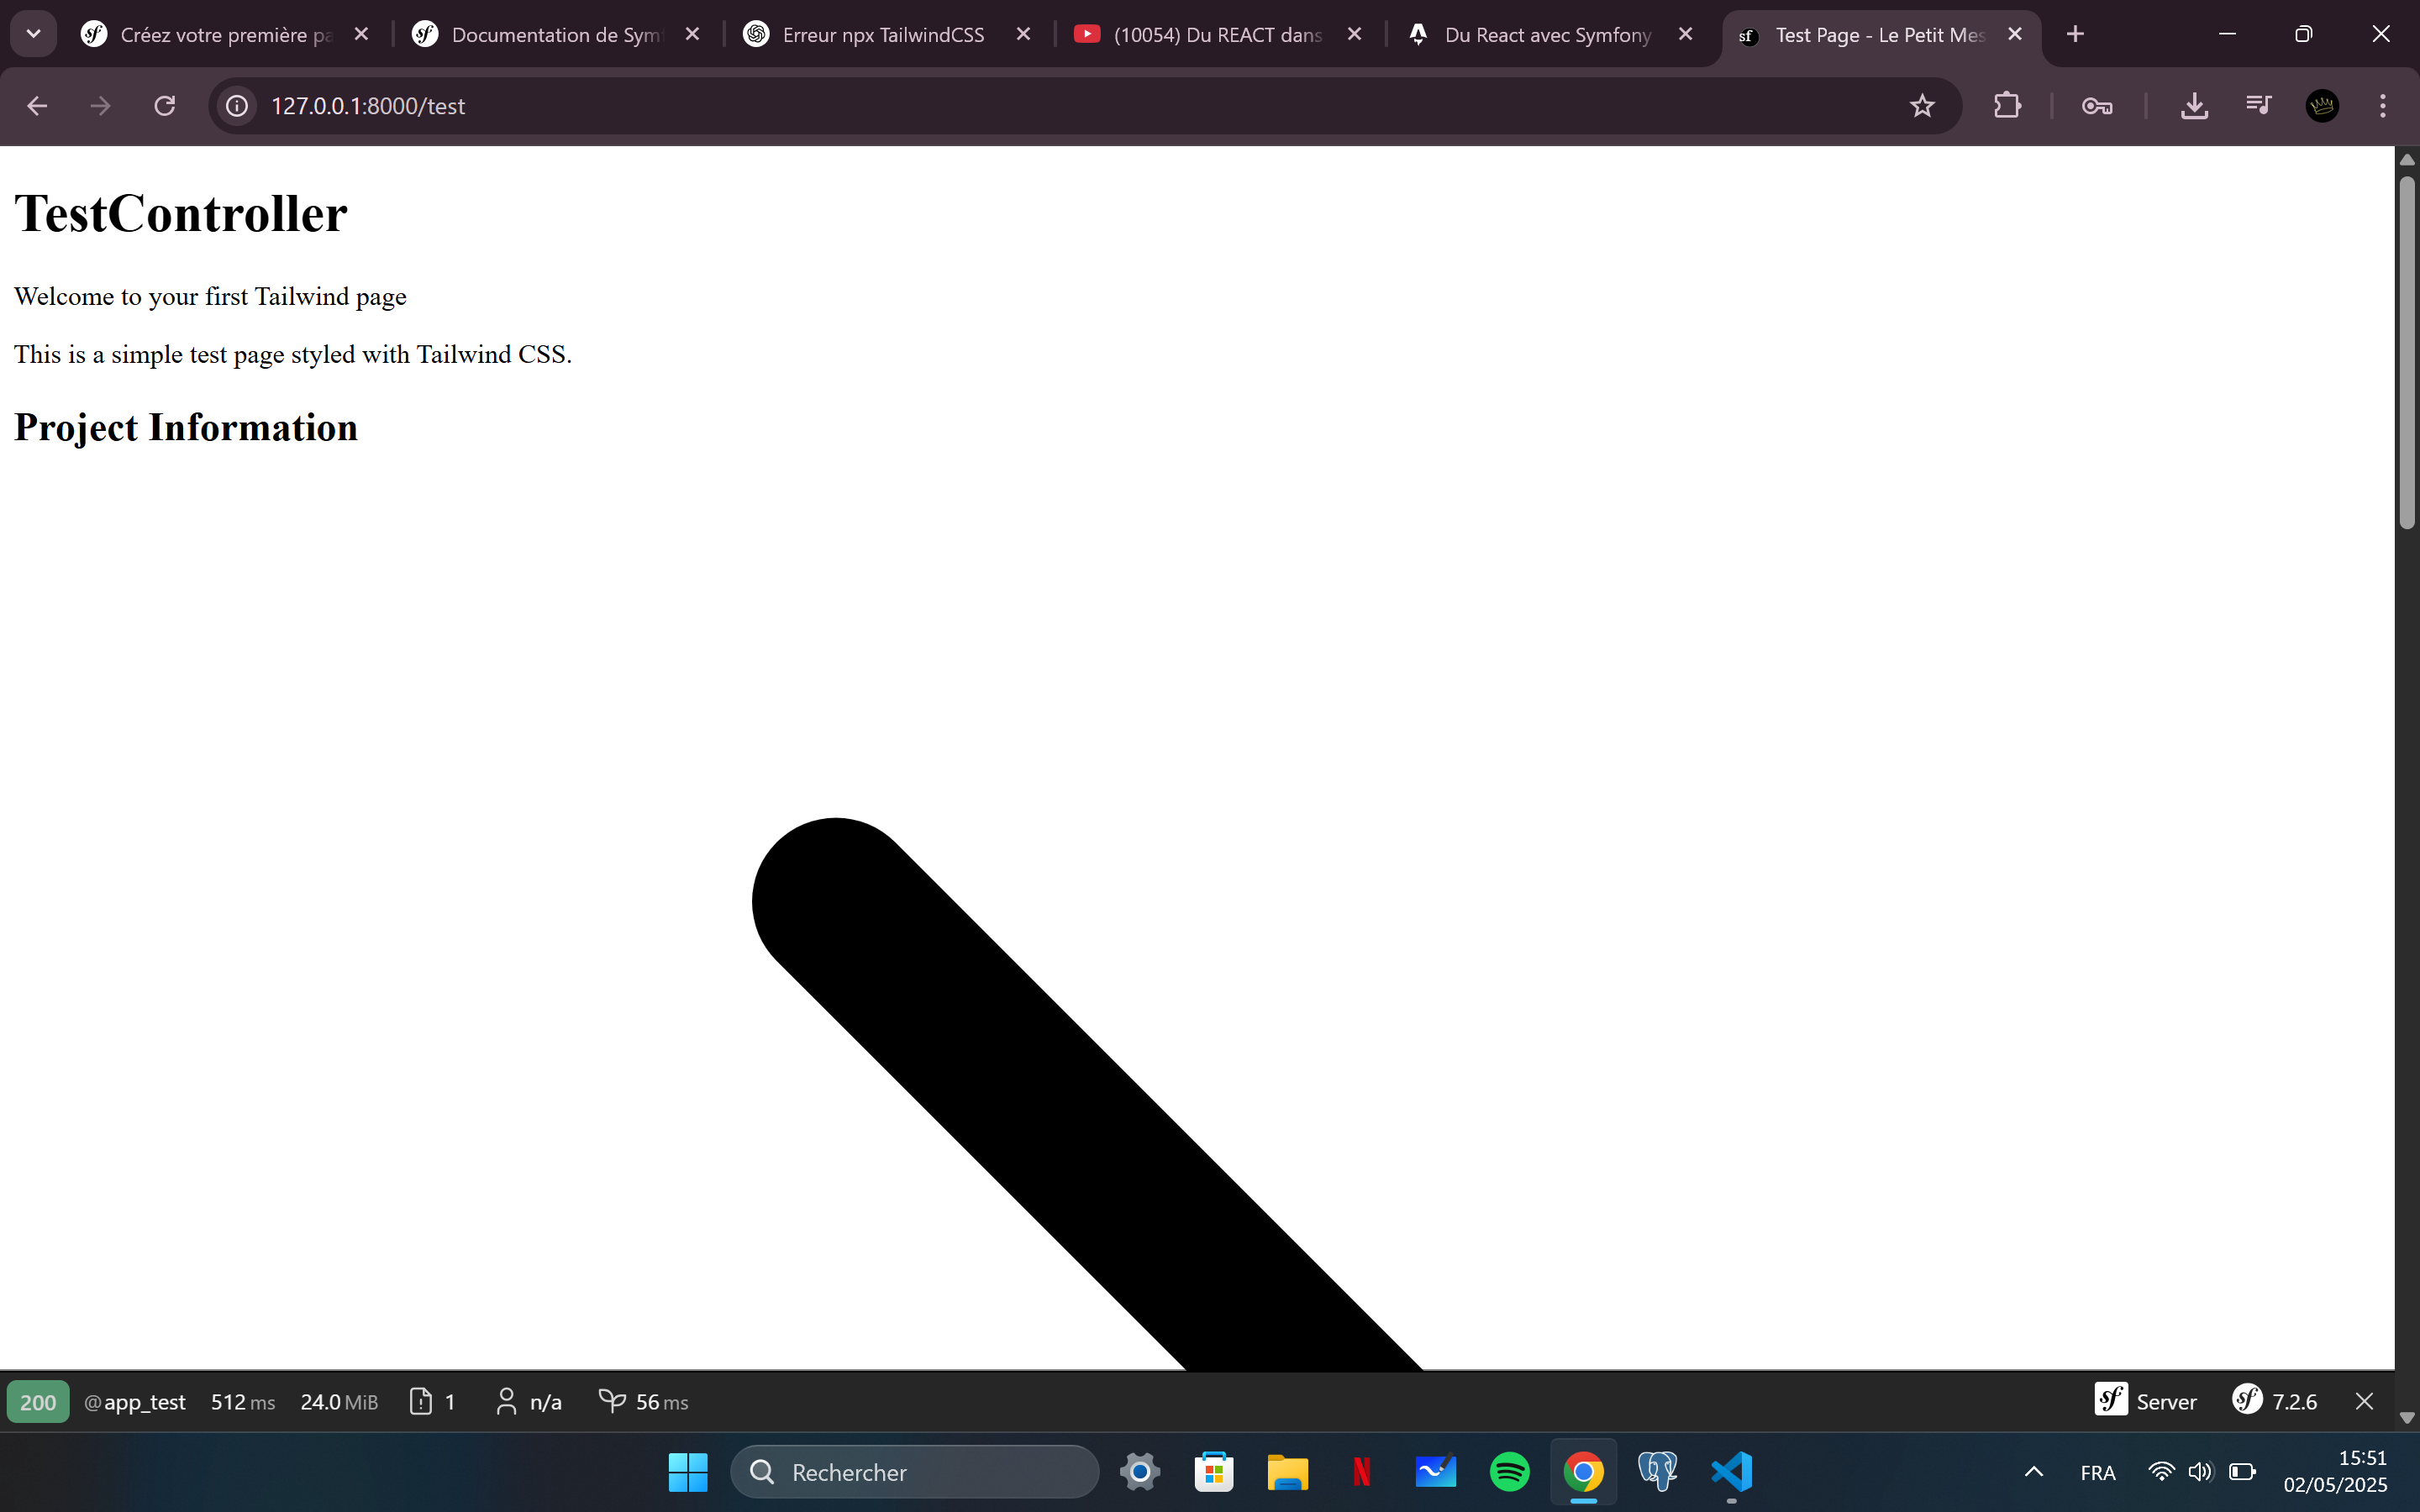 Créez votre première pa
Documentation de Sym
Erreur npx TailwindCSS
(10054) Du REACT dans
Du React avec Symfony
Test Page - Le Petit Mes
127.0.0.1:8000/test
TestController
Welcome to your first Tailwind page
This is a simple test page styled with Tailwind CSS.
Project Information
200 @app_test 512 ms 24.0 MiB 1 n/a 56 ms
sf Server sf 7.2.6
Rechercher
FRA
15:51
02/05/2025